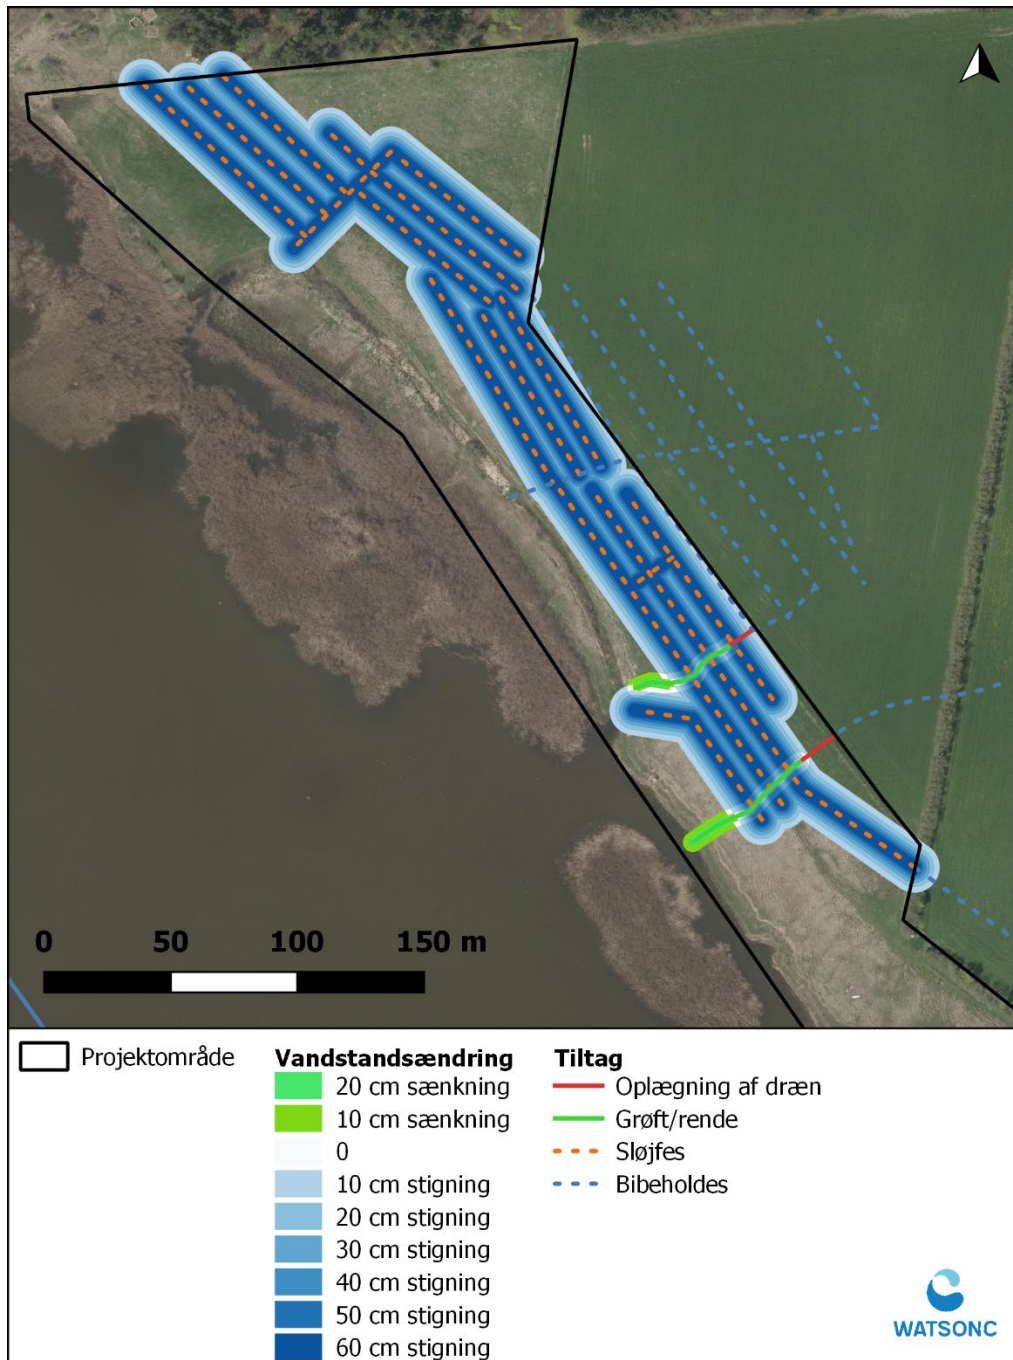 0 50 100 150 m
Projektområde
Vandstandsændring
20 cm sænkning
10 cm sænkning
0
10 cm stigning
20 cm stigning
30 cm stigning
40 cm stigning
50 cm stigning
60 cm stigning
Tiltag
Oplægning af dræn
Grøft/rende
Sløjfes
Bibeholdes
WATSONC